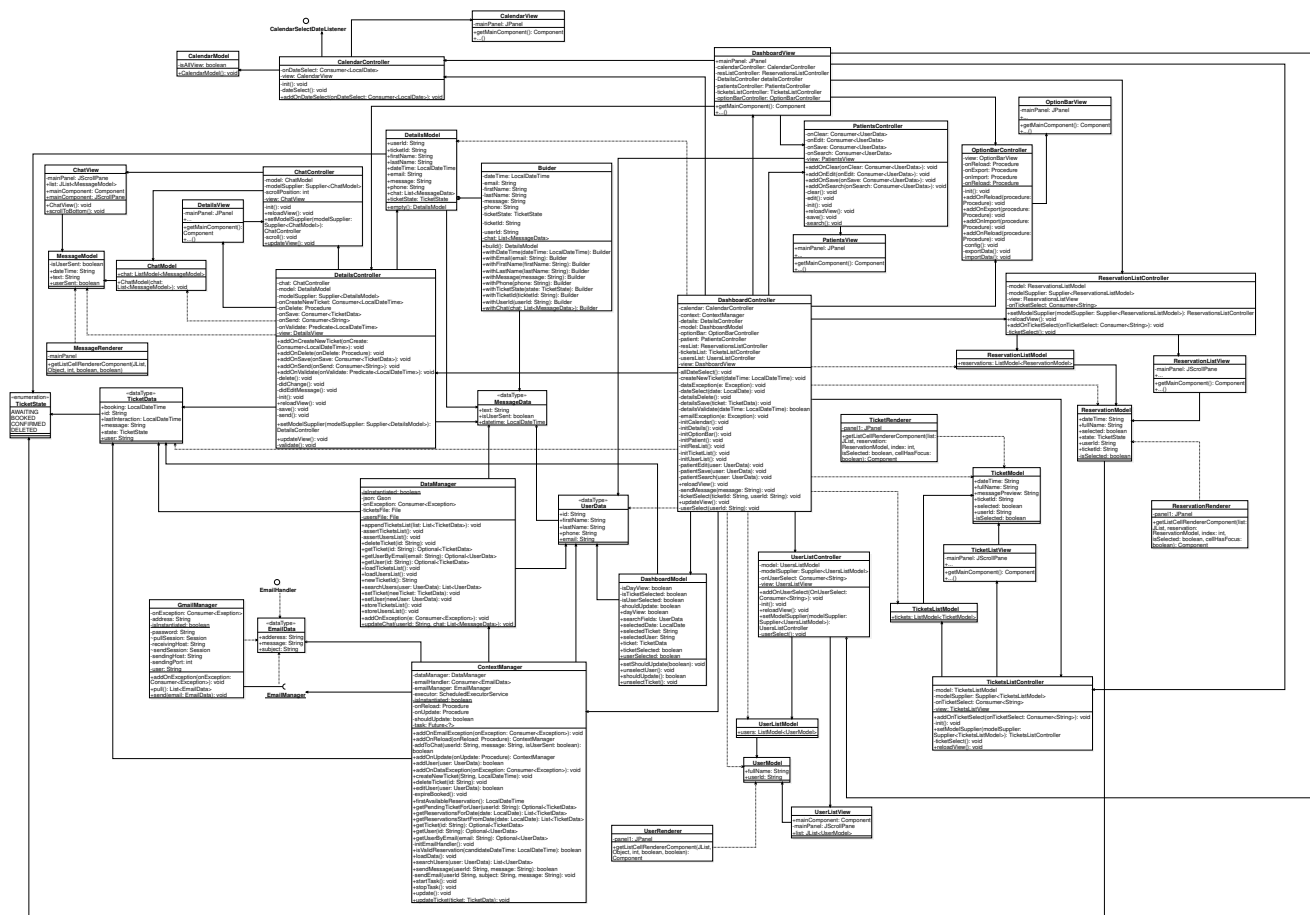 CalendarView
-mainPanel: JPanel
+getMainComponent(): Component
+...()
CalendarSelectDateListener
CalendarModel
-isAllView: boolean
+CalendarModel(): void
CalendarController
-onDateSelect: Consumer<LocalDate>
-view: CalendarView
-init(): void
-dateSelect(): void
+addOnDateSelect(onDateSelect: Consumer<LocalDate>): void
DashboardView
+mainPanel: JPanel
-calendarController: CalendarController
-resListController: ReservationsListController
-DetailsController detailsController
-patientsController: PatientsController
-ticketsListController: TicketsListController
-optionBarController: OptionBarController
+getMainComponent(): Component
+...()
OptionBarView
-mainPanel: JPanel
+...
+getMainComponent(): Component
+...()
PatientsController
-onClear: Consumer<UserData>
-onEdit: Consumer<UserData>
-onSave: Consumer<UserData>
-onSearch: Consumer<UserData>
-view: PatientsView
+addOnClear(onClear: Consumer<UserData>): void
+addOnEdit(onEdit: Consumer<UserData>): void
+addOnSave(onSave: Consumer<UserData>): void
+addOnSearch(onSearch: Consumer<UserData>): void
-clear(): void
-edit(): void
-init(): void
+reloadView(): void
-save(): void
-search(): void
OptionBarController
-view: OptionBarView
-onReload: Procedure
-onExport: Procedure
-onImport: Procedure
-onReload: Procedure
-init(): void
+addOnReload(procedure:
Procedure): void
+addOnExport(procedure:
Procedure): void
+addOnImport(procedure:
Procedure): void
+addOnReload(procedure:
Procedure): void
-config(): void
-exportData(): void
-importData(): void
PatientsView
-mainPanel: JPanel
+...
+getMainComponent(): Component
+...()
DetailsModel
+userId: String
+ticketId: String
+firstName: String
+lastName: String
+dateTime: LocalDateTime
+email: String
+message: String
+phone: String
+chat: List<MessageData>
+ticketState: TicketState
+empty(): DetailsModel
Buider
-dateTime: LocalDateTime
-email: String
-firstName: String
-lastName: String
-message: String
-phone: String
-ticketState: TicketState
-ticketId: String
-userId: String
-chat: List<MessageData>
+build(): DetailsModel
+withDateTime(dateTime: LocalDateTime): Builder
+withEmail(email: String): Builder
+withFirstName(firstName: String): Builder
+withLastName(lastName: String): Builder
+withMessage(message: String): Builder
+withPhone(phone: String): Builder
+withTicketState(state: TicketState): Builder
+withTicketId(ticketId: String): Builder
+withUserId(userId: String): Builder
+withChat(chat: List<MessageData>): Builder
ChatView
-mainPanel: JScrollPane
+list: JList<MessageModel>
+mainComponent: Component
+mainComponent: JScrollPane
+ChatView(): void
+scrollToBottom(): void
ChatController
-model: ChatModel
-modelSupplier: Supplier<ChatModel>
-scrollPosition: int
-view: ChatView
-init(): void
+reloadView(): void
+setModelSupplier(modelSupplier:
Supplier<ChatModel>):
ChatController
-scroll(): void
+updateView(): void
DetailsView
-mainPanel: JPanel
+...
+getMainComponent():
Component
+...()
MessageModel
-isUserSent: boolean
+dateTime: String
+text: String
+userSent: boolean
ChatModel
+chat: ListModel<MessageModel>
+ChatModel(chat:
List<MessageModel>): void
DetailsController
-chat: ChatController
-model: DetailsModel
-modelSupplier: Supplier<DetailsModel>
-onCreateNewTicket: Consumer<LocalDateTime>
-onDelete: Procedure
-onSave: Consumer<TicketData>
-onSend: Consumer<String>
-onValidate: Predicate<LocalDateTime>
-view: DetailsView
+addOnCreateNewTicket(onCreate:
Consumer<LocalDateTime>): void
+addOnDelete(onDelete: Procedure): void
+addOnSave(onSave: Consumer<TicketData>): void
+addOnSend(onSend: Consumer<String>): void
+addOnValidate(onValidate: Predicate<LocalDateTime>): void
-delete(): void
-didChange(): void
-didEditMessage(): void
-init(): void
+reloadView(): void
-save(): void
-send(): void
+setModelSupplier(modelSupplier: Supplier<DetailsModel>):
DetailsController
+updateView(): void
-validate(): void
MessageRenderer
-mainPanel
+getListCellRendererComponent(JList,
Object, int, boolean, boolean)
«enumeration»
TicketState
AWAITING
BOOKED
CONFIRMED
DELETED
«dataType»
TicketData
+booking: LocalDateTime
+id: String
+lastInteraction: LocalDateTime
+message: String
+state: TicketState
+user: String
«dataType»
MessageData
+text: String
+isUserSent: boolean
+datetime: LocalDateTime
DashboardController
-calendar: CalendarController
-context: ContextManager
-details: DetailsController
-model: DashboardModel
-optionBar: OptionBarController
-patient: PatientsController
-resList: ReservationsListController
-ticketsList: TicketsListController
-usersList: UsersListController
-view: DashboardView
-allDateSelect(): void
-createNewTicket(dateTime: LocalDateTime): void
-dataException(e: Exception): void
-dateSelect(date: LocalDate): void
-detailsDelete(): void
-detailsSave(ticket: TicketData): void
-detailsValidate(dateTime: LocalDateTime): boolean
-emailException(e: Exception): void
-initCalendar(): void
-initDetails(): void
-initOptionBar(): void
-initPatient(): void
-initResList(): void
-initTicketList(): void
-initUserList(): void
-patientEdit(user: UserData): void
-patientSave(user: UserData): void
-patientSearch(user: UserData): void
+reloadView(): void
-sendMessage(message: String): void
-ticketSelect(ticketId: String, userId: String): void
+updateView(): void
-userSelect(userId: String): void
ReservationListController
-model: ReservationsListModel
-modelSupplier: Supplier<ReservationsListModel>
-view: ReservationsListView
-onTicketSelect: Consumer<String>
+setModelSupplier(modelSupplier: Supplier<ReservationsListModel>): ReservationsListController
+reloadView(): void
+addOnTicketSelect(onTicketSelect: Consumer<String>): void
-ticketSelect(): void
ReservationListModel
+reservations: ListModel<ReservationModel>
ReservationListView
-mainPanel: JScrollPane
+...
+getMainComponent(): Component
+...()
ReservationModel
+dateTime: String
+fullName: String
+selected: boolean
+state: TicketState
+userId: String
+ticketId: String
-isSelected: boolean
TicketRenderer
-panel1: JPanel
+getListCellRendererComponent(list:
JList, reservation:
ReservationModel, index: int,
isSelected: boolean, cellHasFocus:
boolean): Component
TicketModel
+dateTime: String
+fullName: String
+messagePreview: String
+ticketId: String
+selected: boolean
+userId: String
-isSelected: boolean
ReservationRenderer
-panel1: JPanel
+getListCellRendererComponent(list:
JList, reservation:
ReservationModel, index: int,
isSelected: boolean, cellHasFocus:
boolean): Component
DataManager
-isInstantiated: boolean
-json: Gson
-onException: Consumer<Exception>
-ticketsFile: File
-usersFile: File
+appendTicketsList(list: List<TicketData>): void
-assertTicketsList(): void
-assertUsersList(): void
+deleteTicket(id: String): void
+getTicket(id: String): Optional<TicketData>
+getUserByEmail(email: String): Optional<UserData>
+getUser(id: String): Optional<TicketData>
+loadTicketsList(): void
+loadUsersList(): void
+newTicketId(): String
+searchUsers(user: UserData): List<UserData>
+setTicket(newTicket: TicketData): void
+setUser(newUser: UserData): void
+storeTicketsList(): void
+storeUsersList(): void
+addOnException(e: Exception): void
+updateChat(userId: String, chat: List<MessageData>): void
«dataType»
UserData
+id: String
+firstName: String
+lastName: String
+phone: String
+email: String
TicketListView
-mainPanel: JScrollPane
+...
+getMainComponent(): Component
+...()
UserListController
-model: UsersListModel
-modelSupplier: Supplier<UsersListModel>
-onUserSelect: Consumer<String>
-view: UsersListView
+addOnUserSelect(OnUserSelect:
Consumer<String>): void
-init(): void
+reloadView(): void
+setModelSupplier(modelSupplier:
Supplier<UsersListModel>):
UsersListController
-userSelect(): void
DashboardModel
-isDayView: boolean
-isTicketSelected: boolean
-isUserSelected: boolean
-shouldUpdate: boolean
+dayView: boolean
+searchFields: UserData
+selectedDate: LocalDate
+selectedTicket: String
+selectedUser: String
+ticket: TicketData
+ticketSelected: boolean
+userSelected: boolean
+setShouldUpdate(boolean): void
+unselectUser(): void
+shouldUpdate(): boolean
+unselectTicket(): void
EmailHandler
GmailManager
-onException: Consumer<Exeption>
-address: String
-isInstantiated: boolean
-password: String
-pullSession: Session
-receivingHost: String
-sendSession: Session
-sendingHost: String
-sendingPort: int
-user: String
+addOnException(onException:
Consumer<Exception>): void
+pull(): List<EmailData>
+send(email: EmailData): void
«dataType»
EmailData
+address: String
+message: String
+subject: String
EmailManager
TicketsListModel
+tickets: ListModel<TicketModel>
ContextManager
-dataManager: DataManager
-emailHandler: Consumer<EmailData>
-emailManager: EmailManager
-executor: ScheduledExecutorService
-isInstantiated: boolean
-onReload: Procedure
-onUpdate: Procedure
-shouldUpdate: boolean
-task: Future<?>
+addOnEmailException(onException: Consumer<Exception>): void
+addOnReload(onReload: Procedure): ContextManager
-addToChat(userId: String, message: String, isUserSent: boolean):
boolean
+addOnUpdate(onUpdate: Procedure): ContextManager
+addUser(user: UserData): boolean
+addOnDataException(onException: Consumer<Exception>): void
+createNewTicket(String, LocalDateTime): void
+deleteTicket(id: String): void
+editUser(user: UserData): boolean
-expireBooked(): void
+firstAvailableReservation(): LocalDateTime
+getPendingTicketForUser(userId: String): Optional<TicketData>
+getReservationsForDate(date: LocalDate): List<TicketData>
+getReservationsStartFromDate(date: LocalDate): List<TicketData>
+getTicket(id: String): Optional<TicketData>
+getUser(id: String): Optional<UserData>
+getUserByEmail(email: String): Optional<UserData>
-initEmailHandler(): void
+isValidReservation(candidateDateTime: LocalDateTime): boolean
+loadData(): void
+searchUsers(user: UserData): List<UserData>
+sendMessage(userId: String, message: String): boolean
-sendEmail(userId: String, subject: String, message: String): void
+startTask(): void
+stopTask(): void
+update(): void
+updateTicket(ticket: TicketData): void
TicketsListController
-model: TicketsListModel
-modelSupplier: Supplier<TicketsListModel>
-onTicketSelect: Consumer<String>
-view: TicketsListView
+addOnTicketSelect(onTicketSelect: Consumer<String>): void
-init(): void
+setModelSupplier(modelSupplier:
Supplier<TicketsListModel>): TicketsListController
-ticketSelect(): void
+reloadView(): void
UserListModel
+users: ListModel<UserModel>
UserModel
+fullName: String
+userId: String
UserListView
+mainComponent: Component
-mainPanel: JScrollPane
-list: JList<UserModel>
UserRenderer
-panel1: JPanel
+getListCellRendererComponent(JList,
Object, int, boolean, boolean):
Component